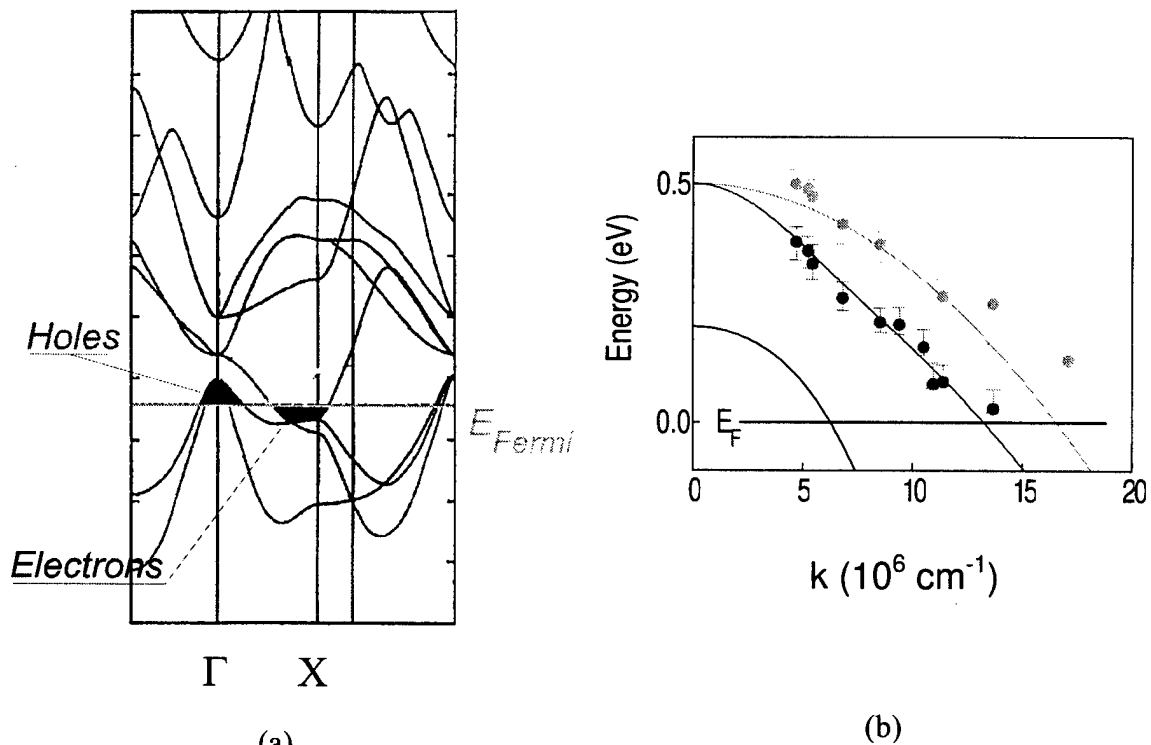 Holes
E_Fermi
Electrons
Γ X
(a)
Energy (eV)
0.5
0.0
E_F
0 5 10 15 20
k (10^6 cm^-1)
(b)